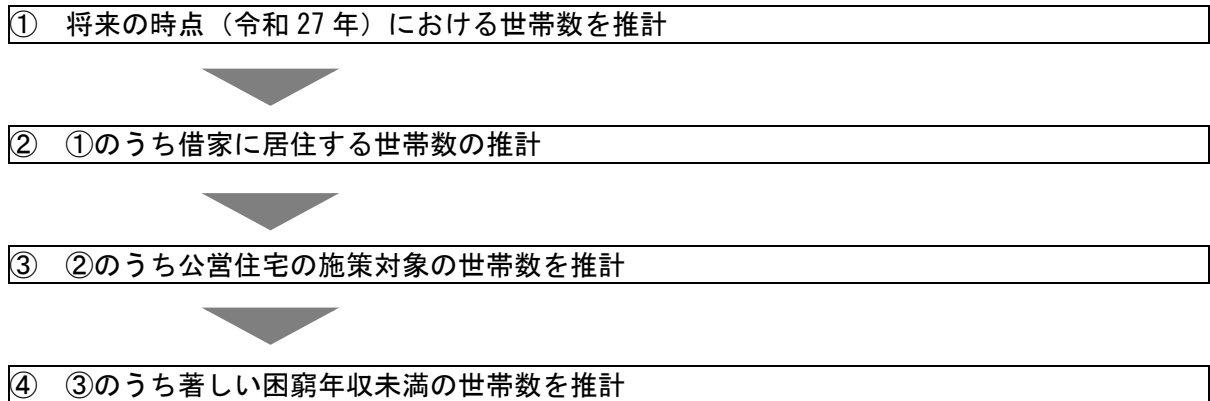 ① 将来の時点（令和 27 年）における世帯数を推計
② ①のうち借家に居住する世帯数の推計
③ ②のうち公営住宅の施策対象の世帯数を推計
④ ③のうち著しい困窮年収未満の世帯数を推計